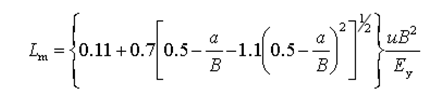 L_m = {0.11+0.7[0.5−a/B−1.1(0.5−a/B)^2]^{1/2}} uB^2/E_y